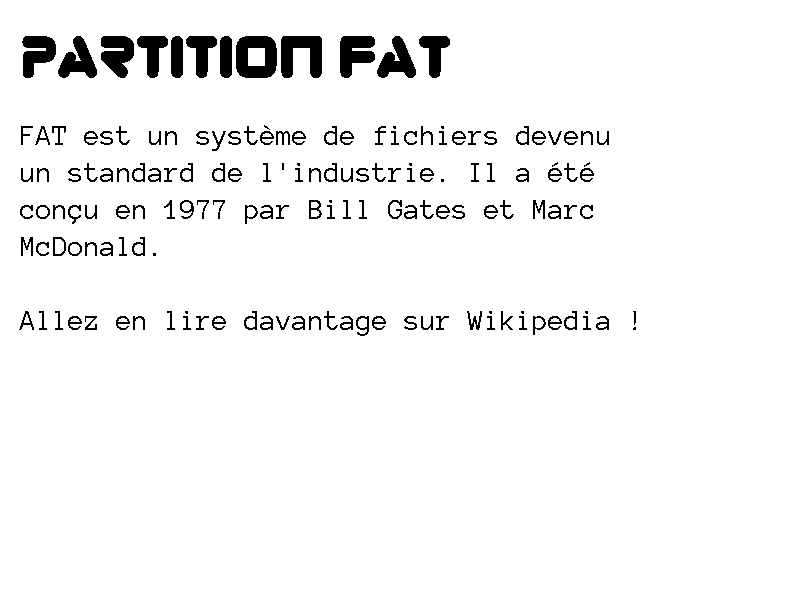 PARTITION FAT
FAT est un système de fichiers devenu
un standard de l'industrie. Il a été
conçu en 1977 par Bill Gates et Marc
McDonald.
Allez en lire davantage sur Wikipedia !